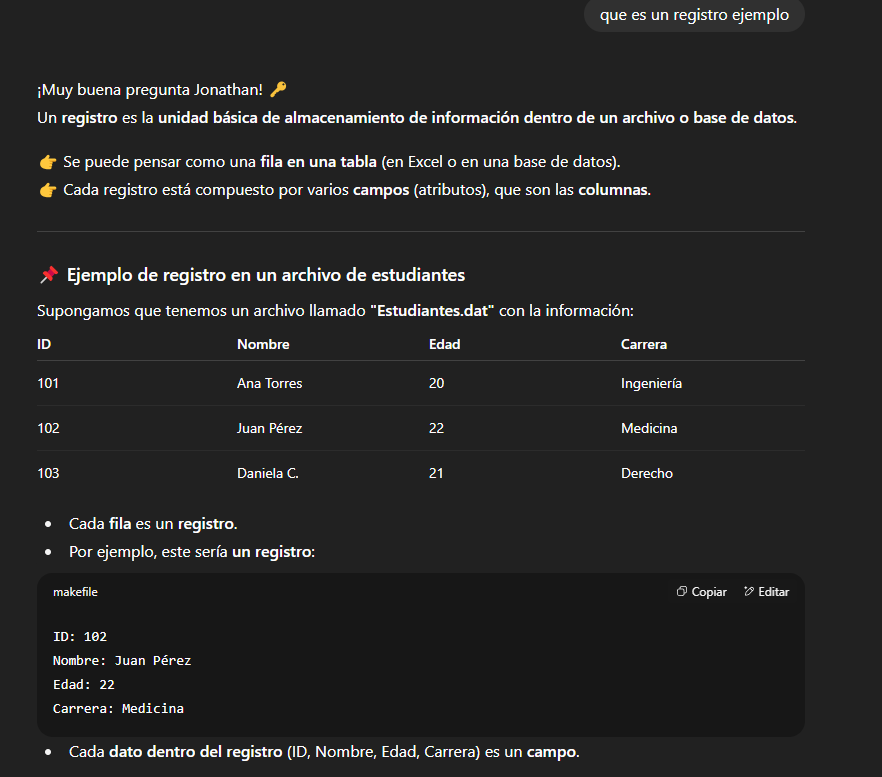 que es un registro ejemplo
¡Muy buena pregunta Jonathan! 🔑
Un registro es la unidad básica de almacenamiento de información dentro de un archivo o base de datos.
👉 Se puede pensar como una fila en una tabla (en Excel o en una base de datos).
👉 Cada registro está compuesto por varios campos (atributos), que son las columnas.
📌 Ejemplo de registro en un archivo de estudiantes
Supongamos que tenemos un archivo llamado "Estudiantes.dat" con la información:
ID Nombre Edad Carrera
101 Ana Torres 20 Ingeniería
102 Juan Pérez 22 Medicina
103 Daniela C. 21 Derecho
• Cada fila es un registro.
• Por ejemplo, este sería un registro:
makefile Copiar Editar
ID: 102
Nombre: Juan Pérez
Edad: 22
Carrera: Medicina
• Cada dato dentro del registro (ID, Nombre, Edad, Carrera) es un campo.